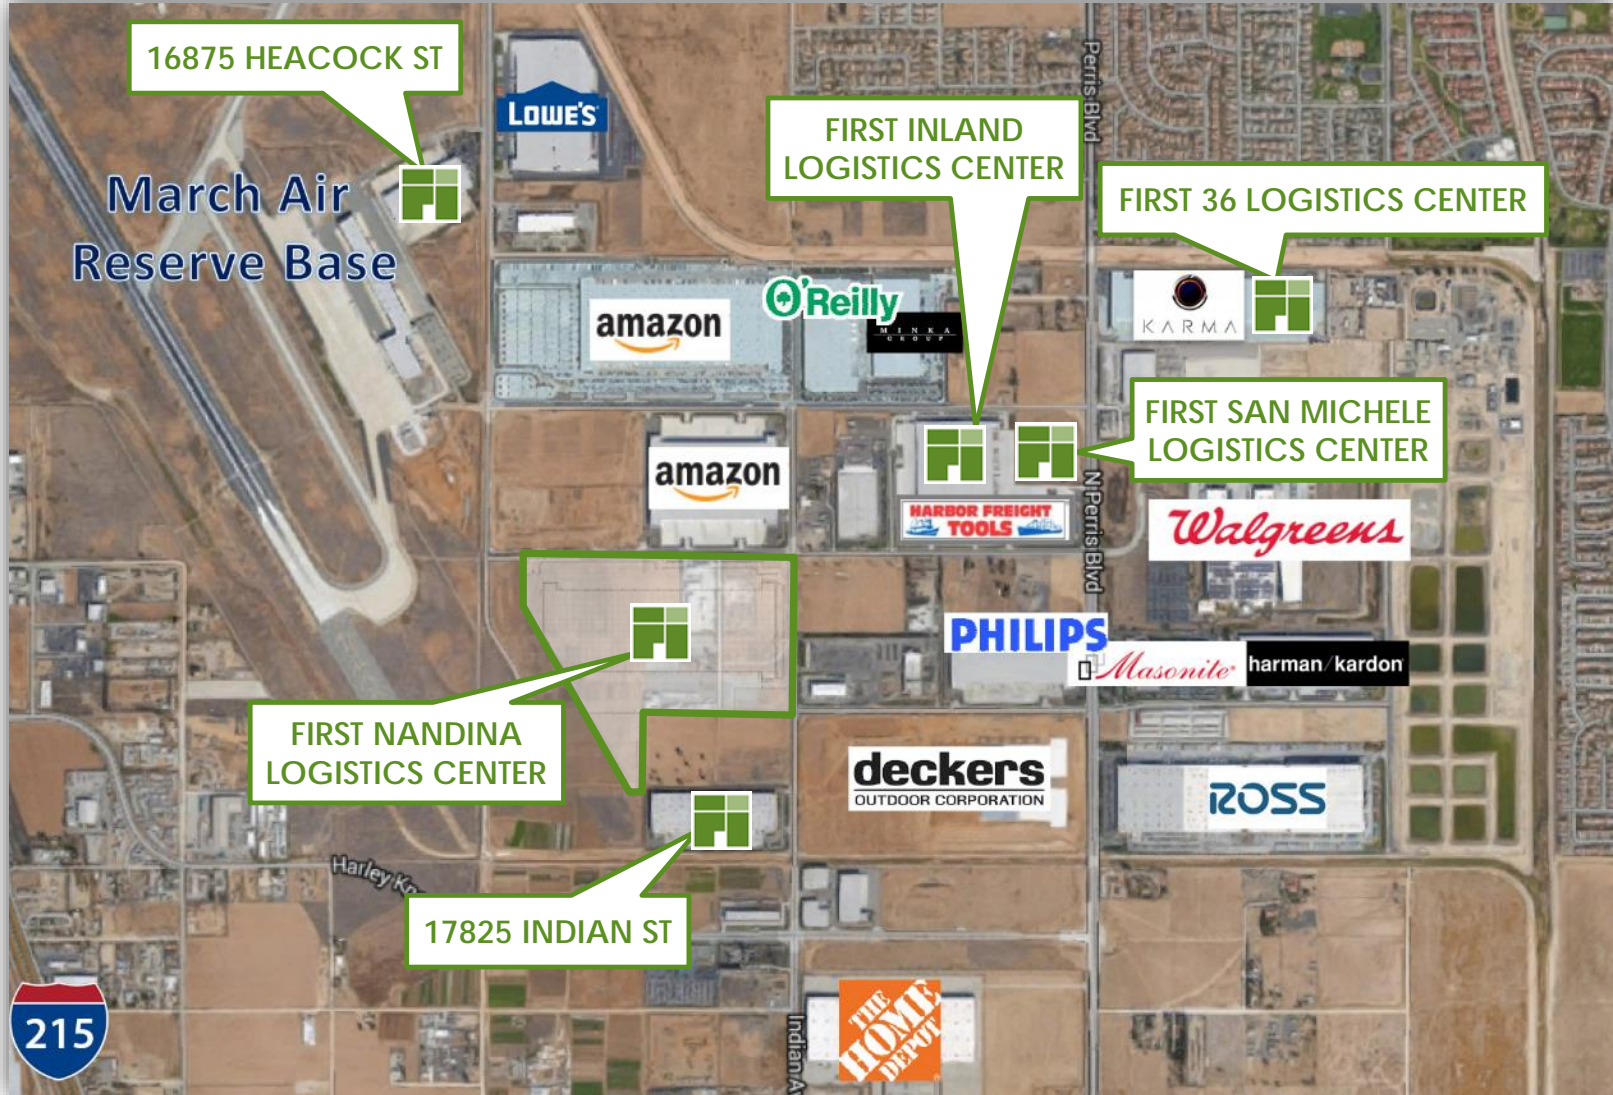 16875 HEACOCK ST
LOWE'S
March Air
Reserve Base
FIRST INLAND
LOGISTICS CENTER
Perris Blvd
FIRST 36 LOGISTICS CENTER
amazon
O'Reilly
MINKA
GROUP
KARMA
FIRST SAN MICHELE
LOGISTICS CENTER
amazon
HARBOR FREIGHT
TOOLS
N Perris Blvd
Walgreens
PHILIPS
Masonite
harman/kardon
FIRST NANDINA
LOGISTICS CENTER
deckers
OUTDOOR CORPORATION
ROSS
Harley Kn
17825 INDIAN ST
215
Indian A
THE
HOME
DEPOT